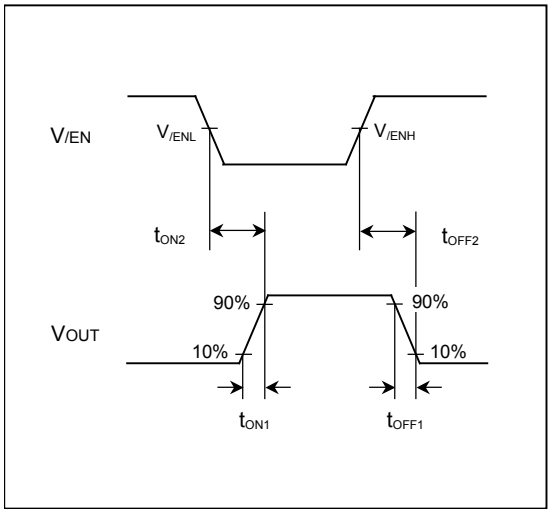 V/EN
V/ENL
V/ENH
tON2
tOFF2
90%
90%
VOUT
10%
10%
tON1
tOFF1